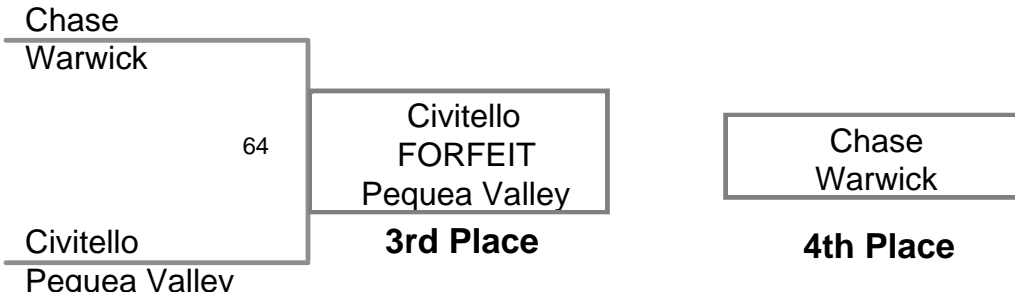 Chase
Warwick
64
Civitello
FORFEIT
Pequea Valley
3rd Place
Chase
Warwick
4th Place
Civitello
Pequea Valley